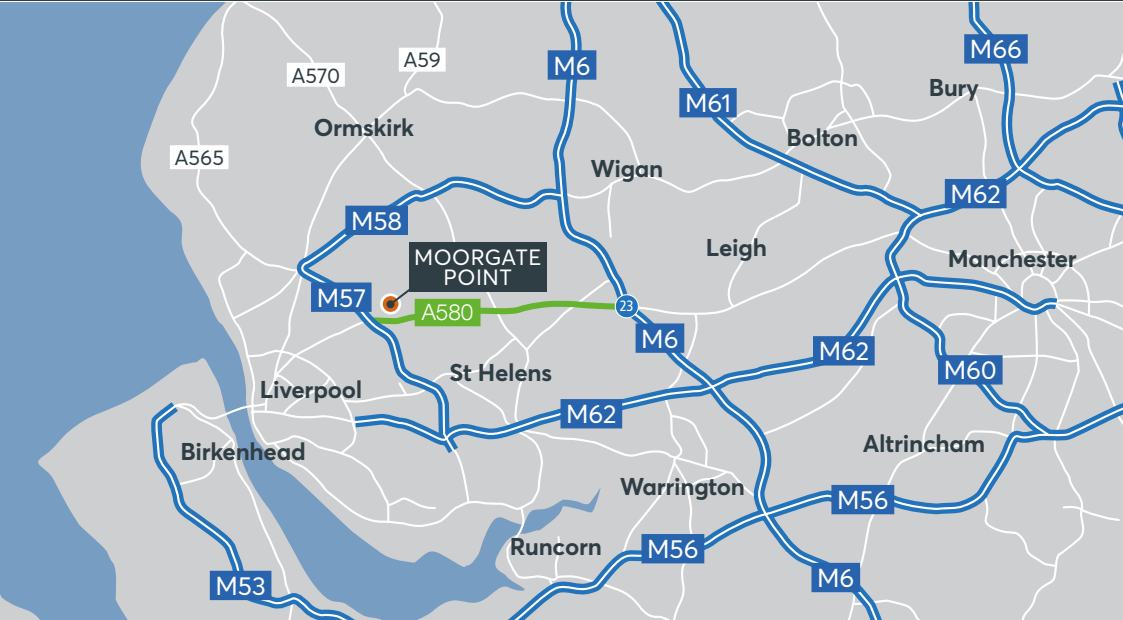 M6
M66
A59
A570
Bury
M61
Ormskirk
Bolton
A565
Wigan
M62
M58
Leigh
MOORGATE
POINT
Manchester
M57
A580
23
M6
M62
St Helens
M60
Liverpool
M62
Birkenhead
Altrincham
Warrington
M56
Runcorn
M56
M53
M6